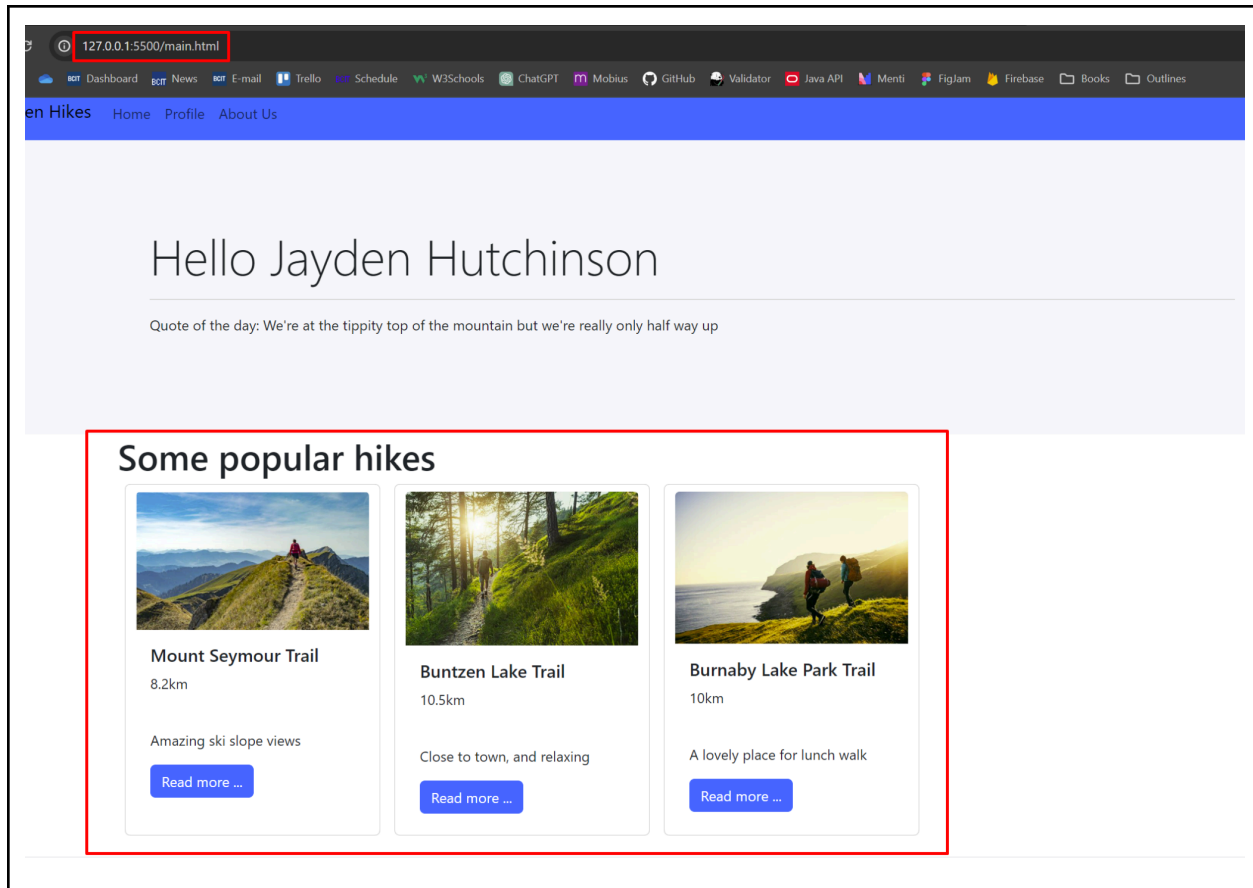 127.0.0.1:5500/main.html
BCIT Dashboard BCIT News BCIT E-mail Trello BCIT Schedule W3Schools ChatGPT Mobius GitHub Validator Java API Menti FigJam Firebase Books Outlines
en Hikes Home Profile About Us
Hello Jayden Hutchinson
Quote of the day: We're at the tippity top of the mountain but we're really only half way up
Some popular hikes
Mount Seymour Trail
8.2km
Amazing ski slope views
Read more ...
Buntzen Lake Trail
10.5km
Close to town, and relaxing
Read more ...
Burnaby Lake Park Trail
10km
A lovely place for lunch walk
Read more ...